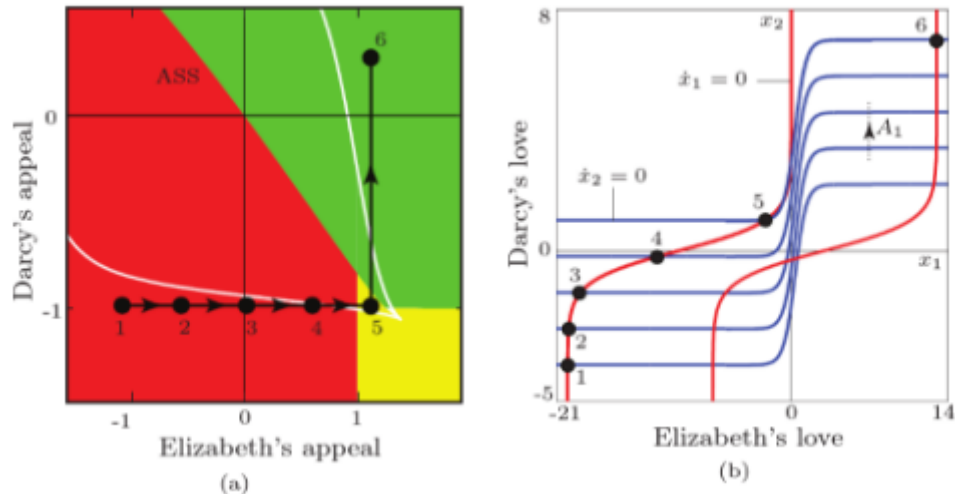 ASS
6
0
-1
1
2
3
4
5
-1
0
1
Darcy's appeal
Elizabeth's appeal
(a)
8
x₂
6
ẋ₁ = 0
A₁
ẋ₂ = 0
5
4
0
x₁
3
2
1
-5
-21
0
14
Darcy's love
Elizabeth's love
(b)